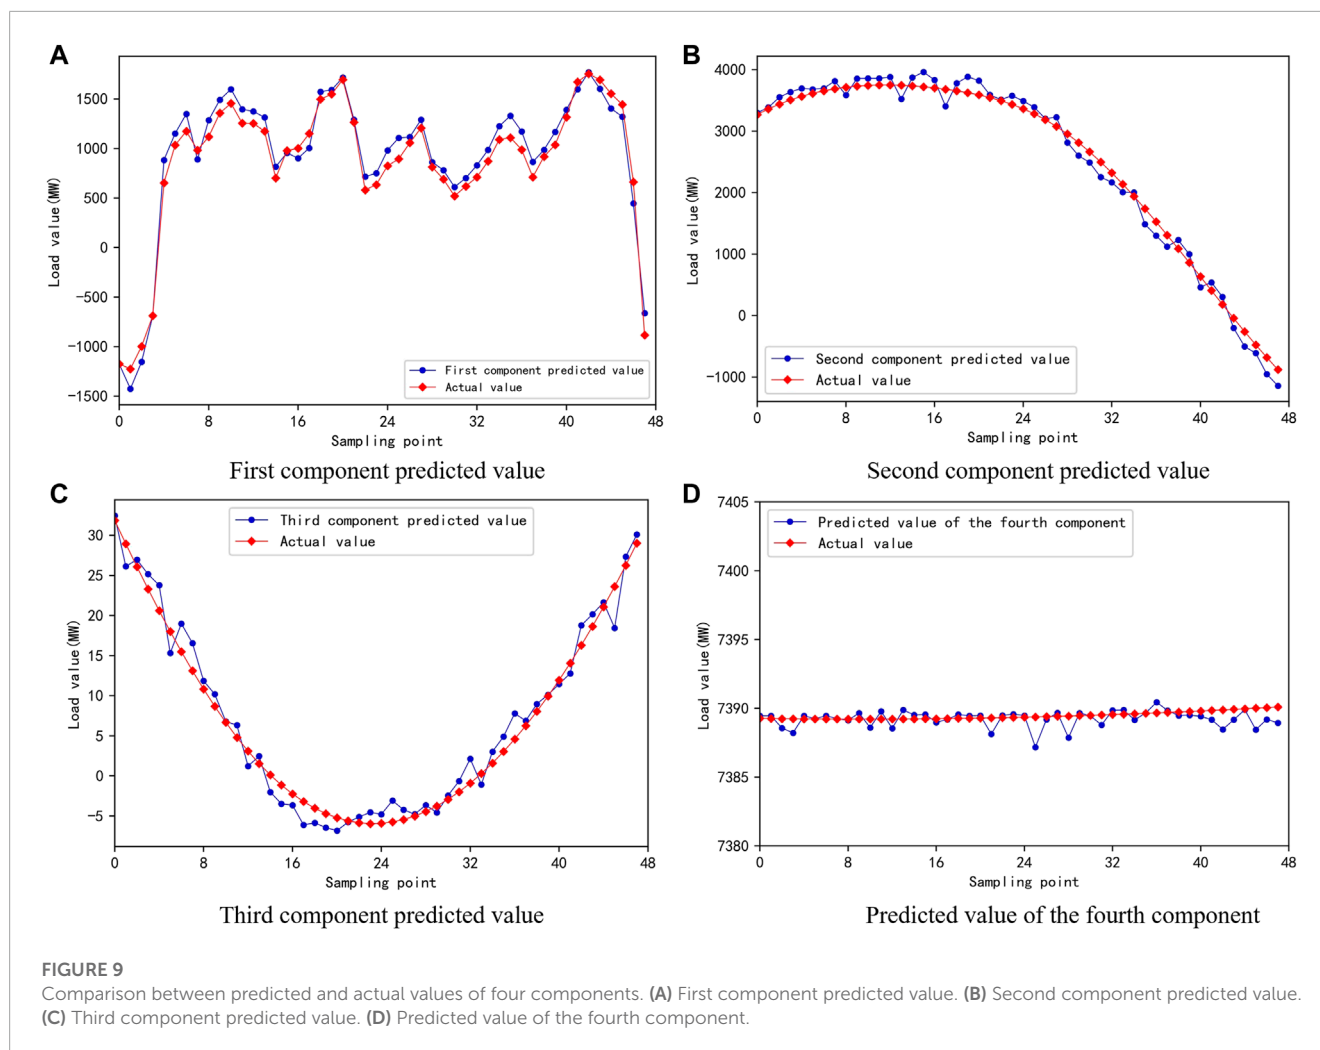 A
1500
1000
500
0
−500
−1000
−1500
Load value(MW)
First component predicted value
Actual value
0 8 16 24 32 40 48
Sampling point
First component predicted value
B
4000
3000
2000
1000
0
−1000
Load value(MW)
Second component predicted value
Actual value
0 8 16 24 32 40 48
Sampling point
Second component predicted value
C
30
25
20
15
10
5
0
−5
Load value(MW)
Third component predicted value
Actual value
0 8 16 24 32 40 48
Sampling point
Third component predicted value
D
7405
7400
7395
7390
7385
7380
Load value(MW)
Predicted value of the fourth component
Actual value
0 8 16 24 32 40 48
Sampling point
Predicted value of the fourth component
FIGURE 9
Comparison between predicted and actual values of four components. (A) First component predicted value. (B) Second component predicted value.
(C) Third component predicted value. (D) Predicted value of the fourth component.